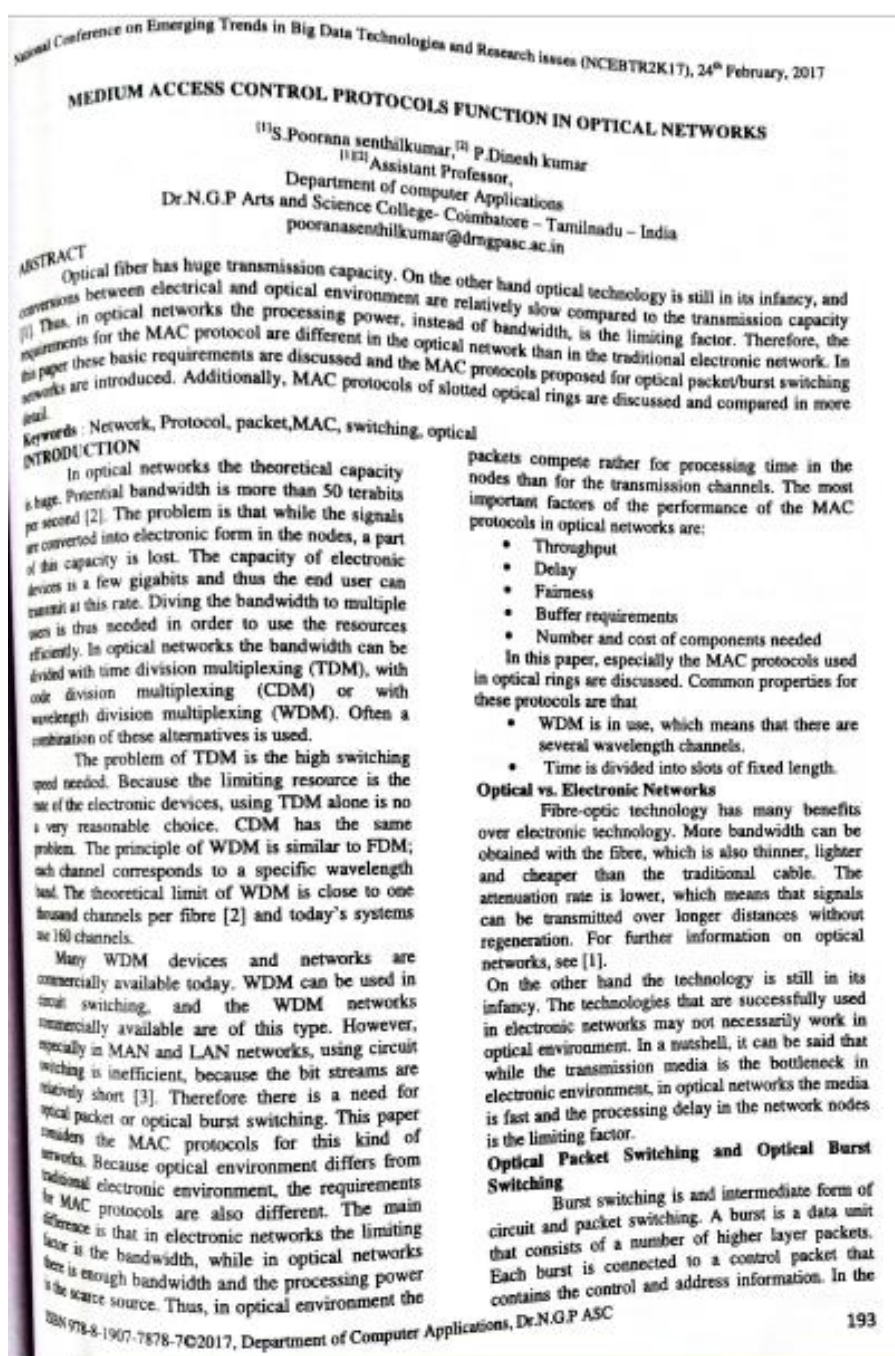 National Conference on Emerging Trends in Big Data Technologies and Research issues (NCEBTR2K17), 24th February, 2017
MEDIUM ACCESS CONTROL PROTOCOLS FUNCTION IN OPTICAL NETWORKS
[1]S.Poorana senthilkumar,[2] P.Dinesh kumar
[1][2] Assistant Professor,
Department of computer Applications
Dr.N.G.P Arts and Science College- Coimbatore – Tamilnadu – India
pooranasenthilkumar@drngpasc.ac.in
ABSTRACT
Optical fiber has huge transmission capacity. On the other hand optical technology is still in its infancy, and
conversions between electrical and optical environment are relatively slow compared to the transmission capacity
[1] Thus, in optical networks the processing power, instead of bandwidth, is the limiting factor. Therefore, the
requirements for the MAC protocol are different in the optical network than in the traditional electronic network. In
this paper these basic requirements are discussed and the MAC protocols proposed for optical packet/burst switching
networks are introduced. Additionally, MAC protocols of slotted optical rings are discussed and compared in more
detail.
Keywords : Network, Protocol, packet,MAC, switching, optical
INTRODUCTION
In optical networks the theoretical capacity
is huge. Potential bandwidth is more than 50 terabits
per second [2]. The problem is that while the signals
are converted into electronic form in the nodes, a part
of this capacity is lost. The capacity of electronic
devices is a few gigabits and thus the end user can
transmit at this rate. Diving the bandwidth to multiple
users is thus needed in order to use the resources
efficiently. In optical networks the bandwidth can be
divided with time division multiplexing (TDM), with
code division multiplexing (CDM) or with
wavelength division multiplexing (WDM). Often a
combination of these alternatives is used.
The problem of TDM is the high switching
speed needed. Because the limiting resource is the
rate of the electronic devices, using TDM alone is no
a very reasonable choice. CDM has the same
problem. The principle of WDM is similar to FDM;
each channel corresponds to a specific wavelength
band. The theoretical limit of WDM is close to one
thousand channels per fibre [2] and today's systems
use 160 channels.
Many WDM devices and networks are
commercially available today. WDM can be used in
circuit switching, and the WDM networks
commercially available are of this type. However,
especially in MAN and LAN networks, using circuit
switching is inefficient, because the bit streams are
relatively short [3]. Therefore there is a need for
optical packet or optical burst switching. This paper
considers the MAC protocols for this kind of
networks. Because optical environment differs from
traditional electronic environment, the requirements
for MAC protocols are also different. The main
difference is that in electronic networks the limiting
factor is the bandwidth, while in optical networks
there is enough bandwidth and the processing power
is the scarce source. Thus, in optical environment the
packets compete rather for processing time in the
nodes than for the transmission channels. The most
important factors of the performance of the MAC
protocols in optical networks are:
• Throughput
• Delay
• Fairness
• Buffer requirements
• Number and cost of components needed
In this paper, especially the MAC protocols used
in optical rings are discussed. Common properties for
these protocols are that
• WDM is in use, which means that there are
several wavelength channels.
• Time is divided into slots of fixed length.
Optical vs. Electronic Networks
Fibre-optic technology has many benefits
over electronic technology. More bandwidth can be
obtained with the fibre, which is also thinner, lighter
and cheaper than the traditional cable. The
attenuation rate is lower, which means that signals
can be transmitted over longer distances without
regeneration. For further information on optical
networks, see [1].
On the other hand the technology is still in its
infancy. The technologies that are successfully used
in electronic networks may not necessarily work in
optical environment. In a nutshell, it can be said that
while the transmission media is the bottleneck in
electronic environment, in optical networks the media
is fast and the processing delay in the network nodes
is the limiting factor.
Optical Packet Switching and Optical Burst
Switching
Burst switching is and intermediate form of
circuit and packet switching. A burst is a data unit
that consists of a number of higher layer packets.
Each burst is connected to a control packet that
contains the control and address information. In the
ISBN 978-8-1907-7878-7©2017, Department of Computer Applications, Dr.N.G.P ASC
193